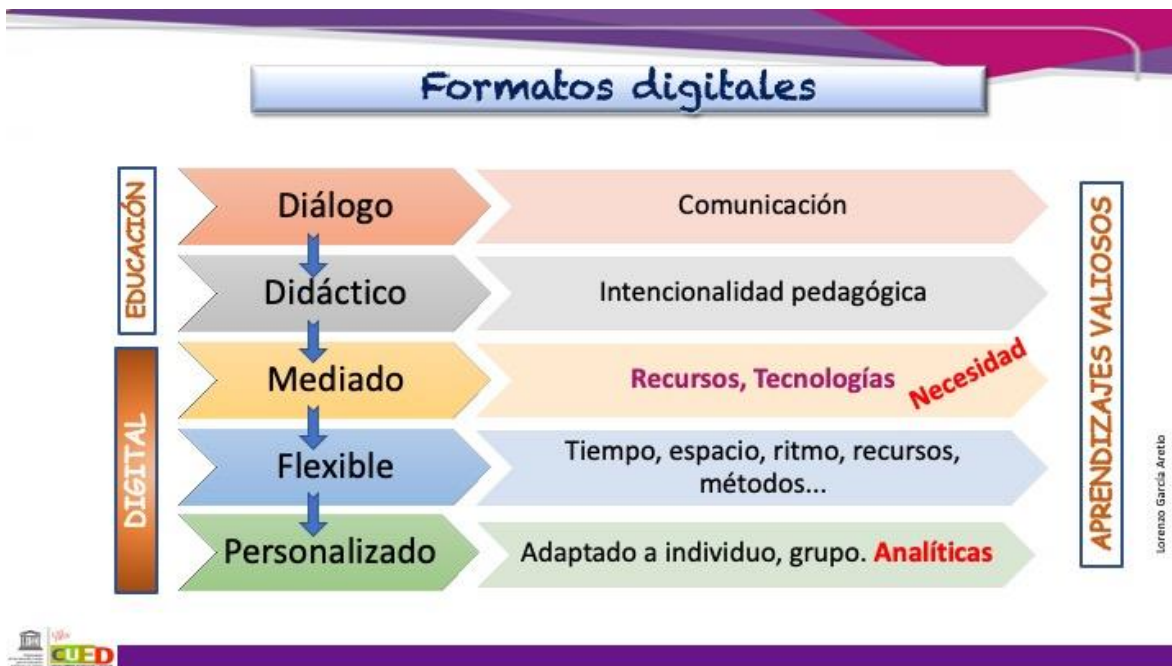 Formatos digitales
EDUCACIÓN
DIGITAL
Diálogo
Comunicación
Didáctico
Intencionalidad pedagógica
Mediado
Recursos, Tecnologías
Necesidad
Flexible
Tiempo, espacio, ritmo, recursos,
métodos...
Personalizado
Adaptado a individuo, grupo. Analíticas
APRENDIZAJES VALIOSOS
Lorenzo García Aretio
CUED